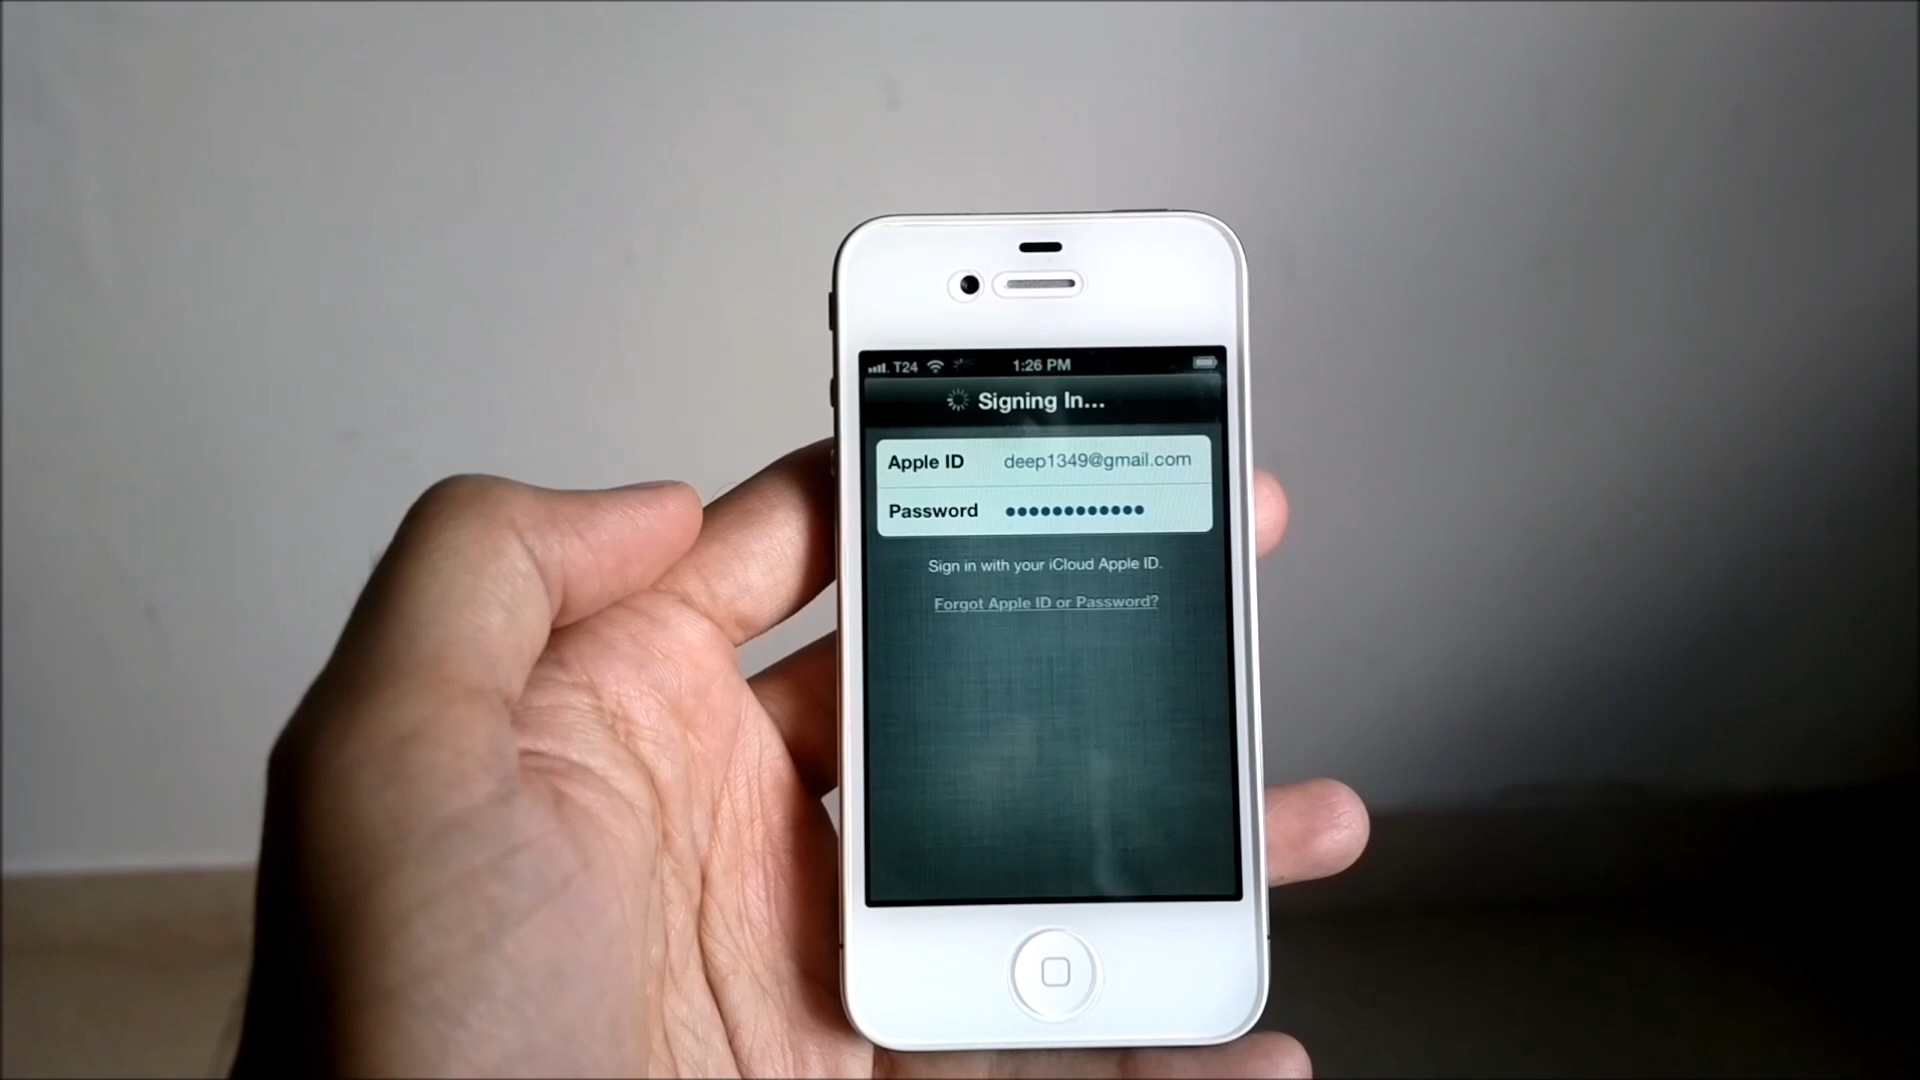 T24 1:26 PM
Signing In...
Apple ID deep1349@gmail.com
Password ••••••••••••
Sign in with your iCloud Apple ID.
Forgot Apple ID or Password?